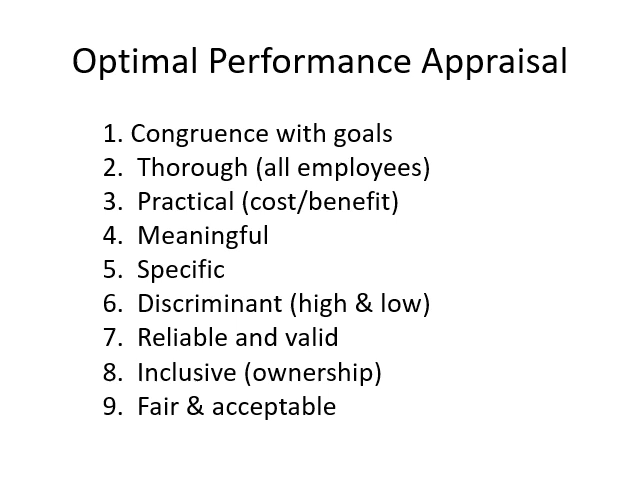 Optimal Performance Appraisal
1. Congruence with goals
2. Thorough (all employees)
3. Practical (cost/benefit)
4. Meaningful
5. Specific
6. Discriminant (high & low)
7. Reliable and valid
8. Inclusive (ownership)
9. Fair & acceptable